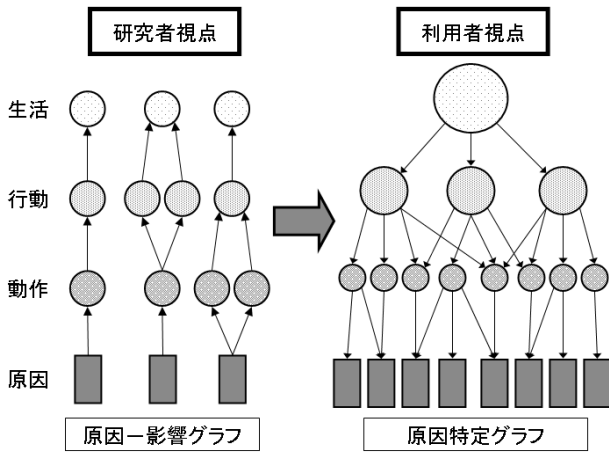 研究者視点
利用者視点
生活
行動
動作
原因
原因－影響グラフ
原因特定グラフ